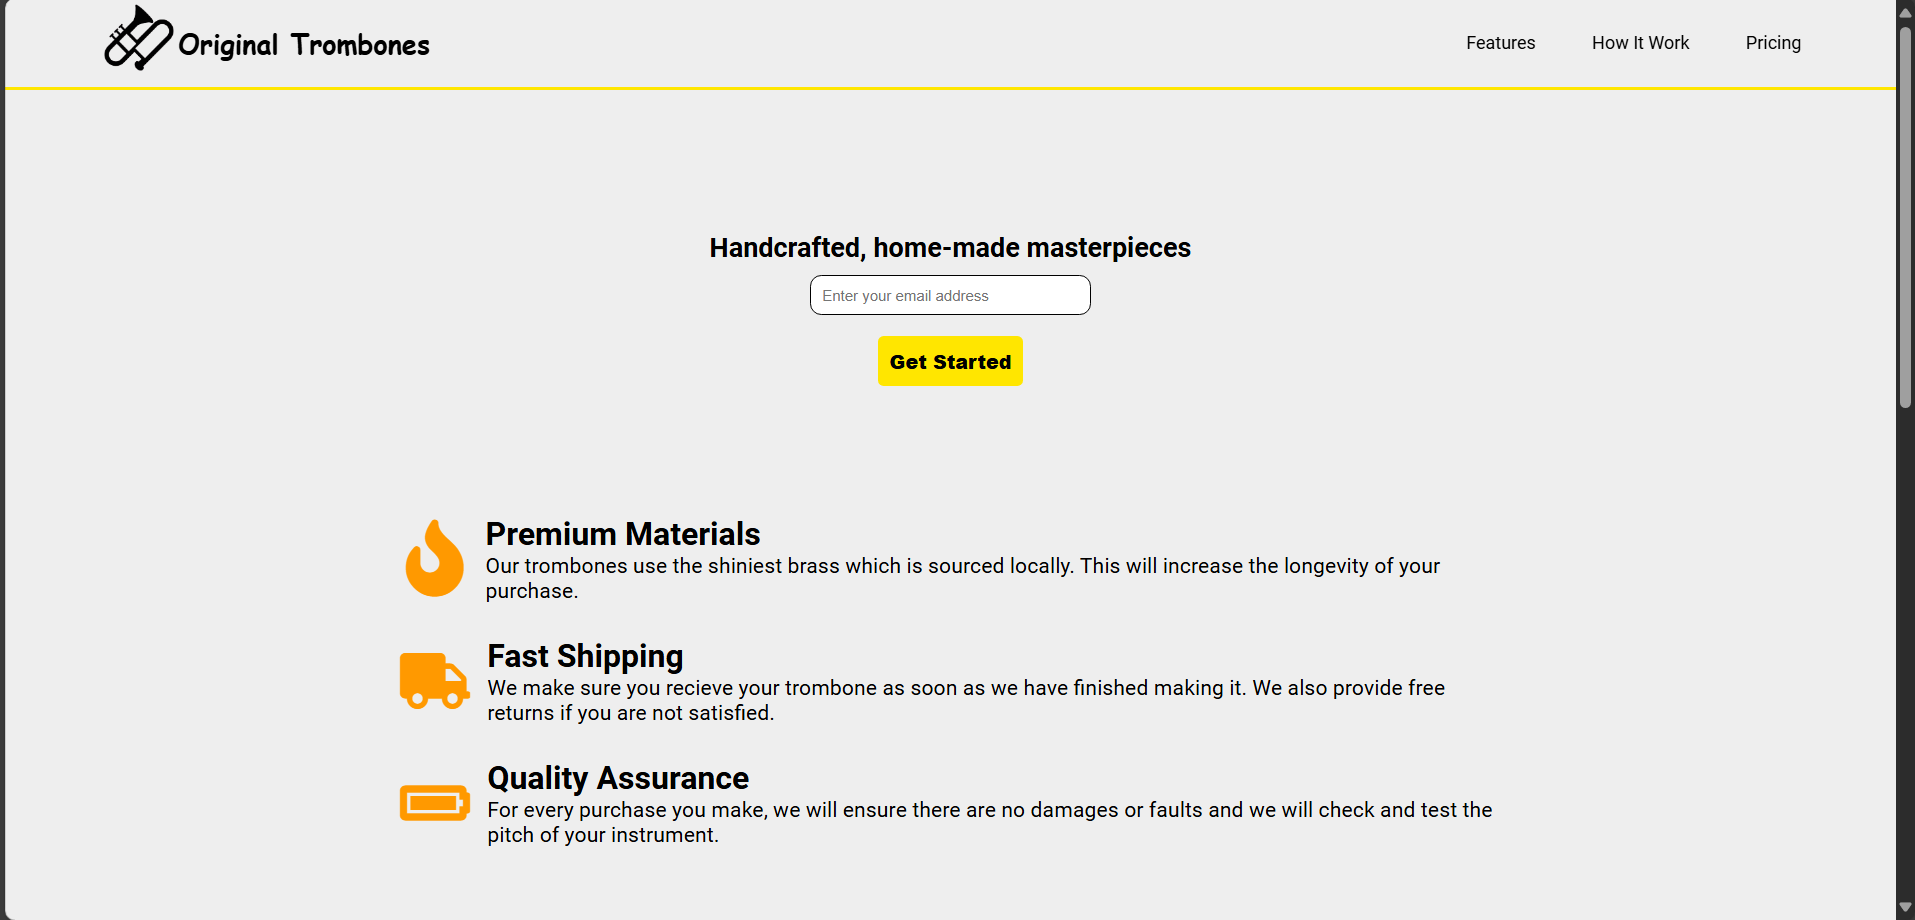 Original Trombones
Features
How It Work
Pricing
Handcrafted, home-made masterpieces
Enter your email address
Get Started
Premium Materials
Our trombones use the shiniest brass which is sourced locally. This will increase the longevity of your
purchase.
Fast Shipping
We make sure you recieve your trombone as soon as we have finished making it. We also provide free
returns if you are not satisfied.
Quality Assurance
For every purchase you make, we will ensure there are no damages or faults and we will check and test the
pitch of your instrument.